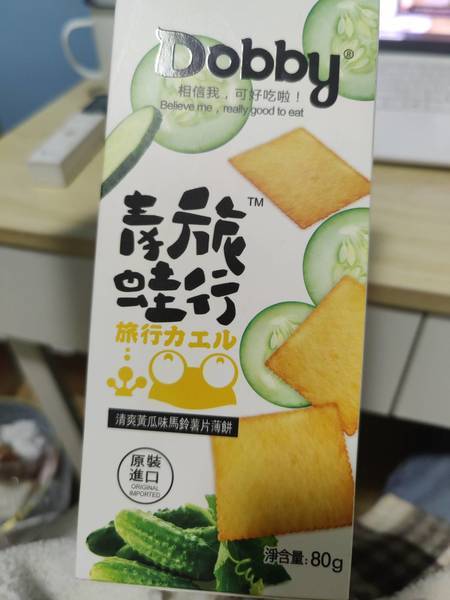 Dobby®
相信我，可好吃啦！
Believe me，really good to eat
旅行™
青蛙
旅行カエル
清爽黃瓜味馬鈴薯片薄餅
原裝
進口
ORIGINAL
IMPORTED
淨含量: 80g